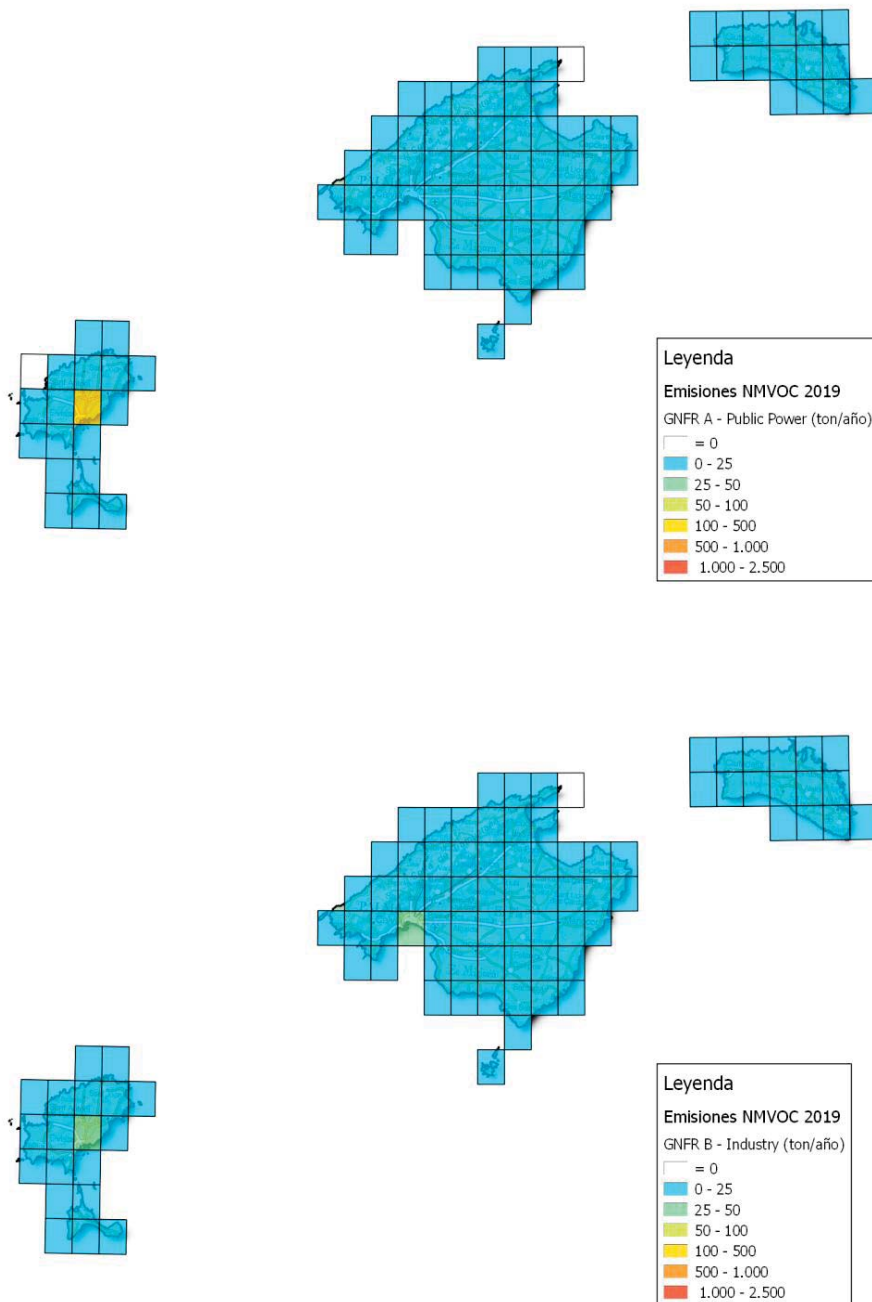 Leyenda
Emisiones NMVOC 2019
GNFR A - Public Power (ton/año)
= 0
0 - 25
25 - 50
50 - 100
100 - 500
500 - 1.000
1.000 - 2.500
Leyenda
Emisiones NMVOC 2019
GNFR B - Industry (ton/año)
= 0
0 - 25
25 - 50
50 - 100
100 - 500
500 - 1.000
1.000 - 2.500